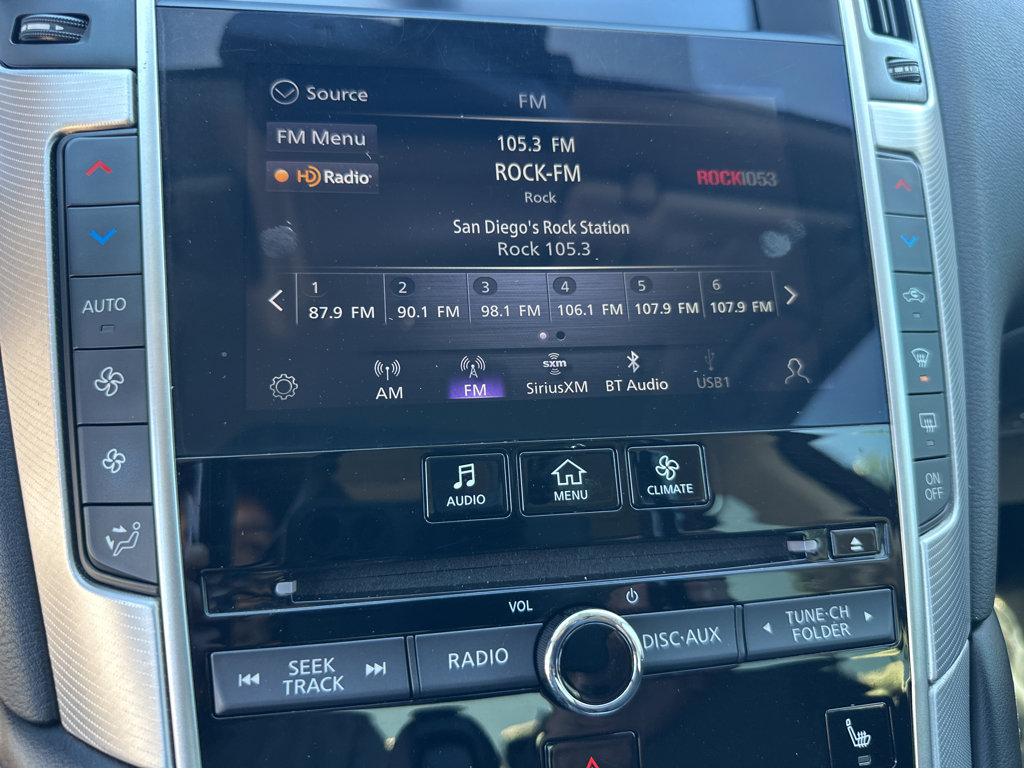 Source
FM
FM Menu
105.3 FM
HD Radio
ROCK-FM
ROCK1053
Rock
San Diego's Rock Station
Rock 105.3
1 2 3 4 5 6
87.9 FM 90.1 FM 98.1 FM 106.1 FM 107.9 FM 107.9 FM
AM
FM
sxm
SiriusXM
BT Audio
USB1
AUTO
AUDIO
MENU
CLIMATE
ON
OFF
VOL
SEEK
TRACK
RADIO
DISC·AUX
TUNE·CH
FOLDER